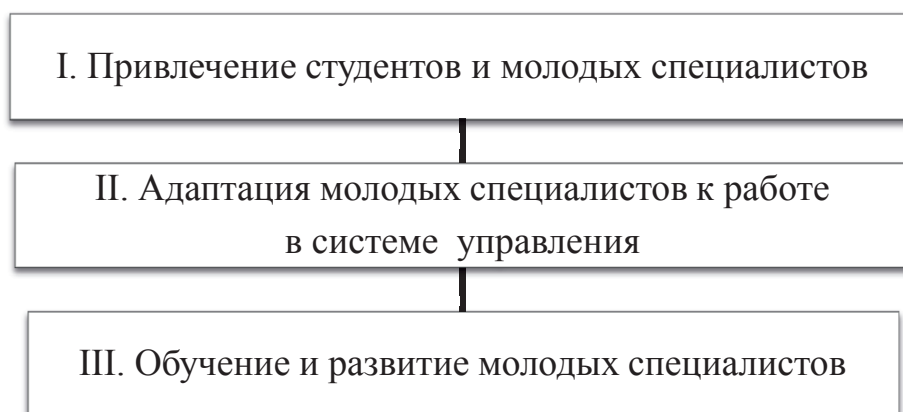 I. Привлечение студентов и молодых специалистов
II. Адаптация молодых специалистов к работе
в системе управления
III. Обучение и развитие молодых специалистов